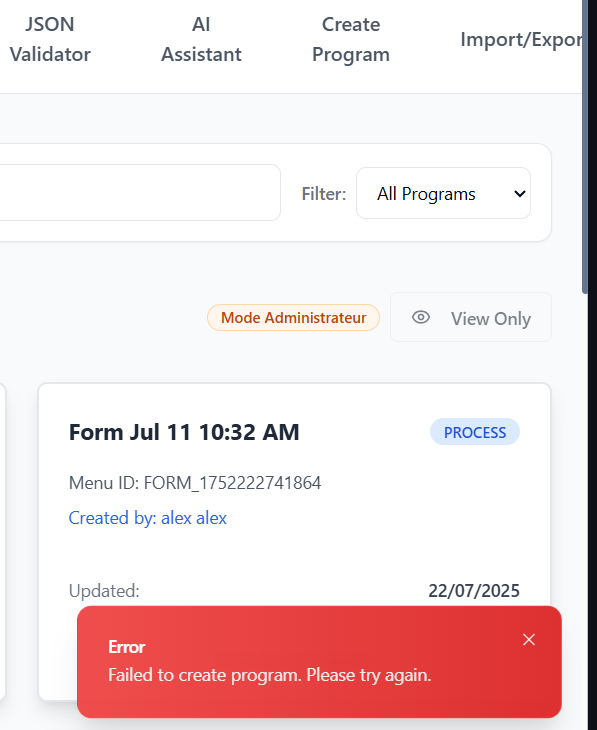 JSON
Validator
AI
Assistant
Create
Program
Import/Expor
Filter:
All Programs
Mode Administrateur
View Only
Form Jul 11 10:32 AM
PROCESS
Menu ID: FORM_1752222741864
Created by: alex alex
Updated:
22/07/2025
Error
Failed to create program. Please try again.